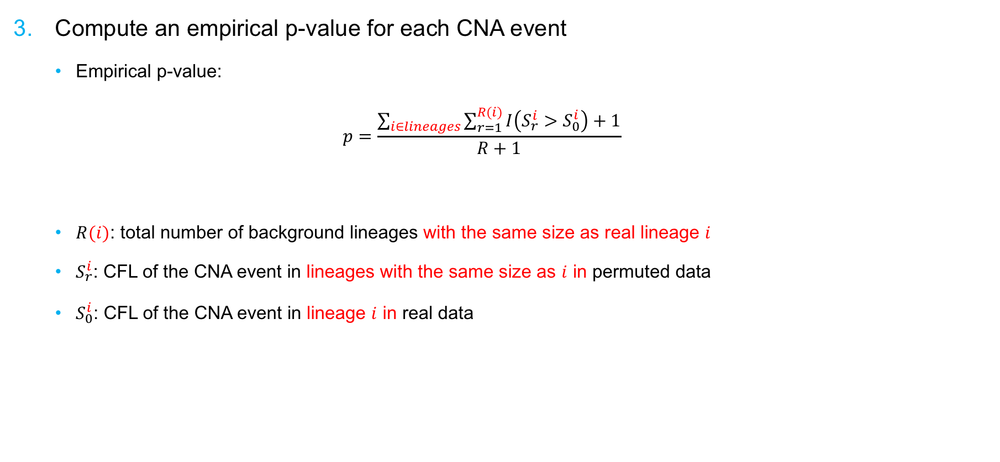 3. Compute an empirical p-value for each CNA event
• Empirical p-value:
p = \frac{\sum_{i∈lineages} \sum_{r=1}^{R(i)} I(S_r^i > S_0^i) + 1}{R + 1}
• R(i): total number of background lineages with the same size as real lineage i
• S_r^i: CFL of the CNA event in lineages with the same size as i in permuted data
• S_0^i: CFL of the CNA event in lineage i in real data